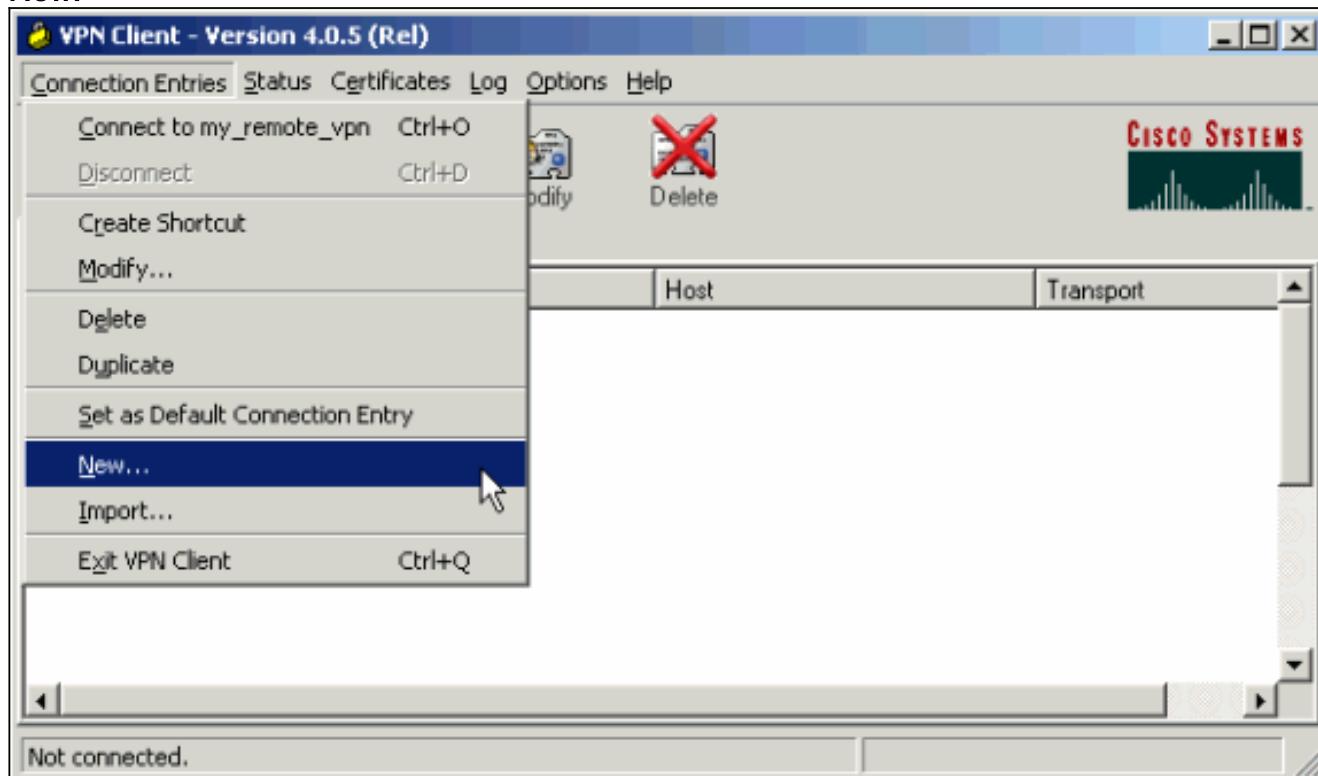 VPN Client - Version 4.0.5 (Rel)
Connection Entries Status Certificates Log Options Help
Connect to my_remote_vpn Ctrl+O
Disconnect Ctrl+D
Create Shortcut
Modify...
Delete
Duplicate
Set as Default Connection Entry
New...
Import...
Exit VPN Client Ctrl+Q
odify
Delete
CISCO SYSTEMS
Host
Transport
Not connected.